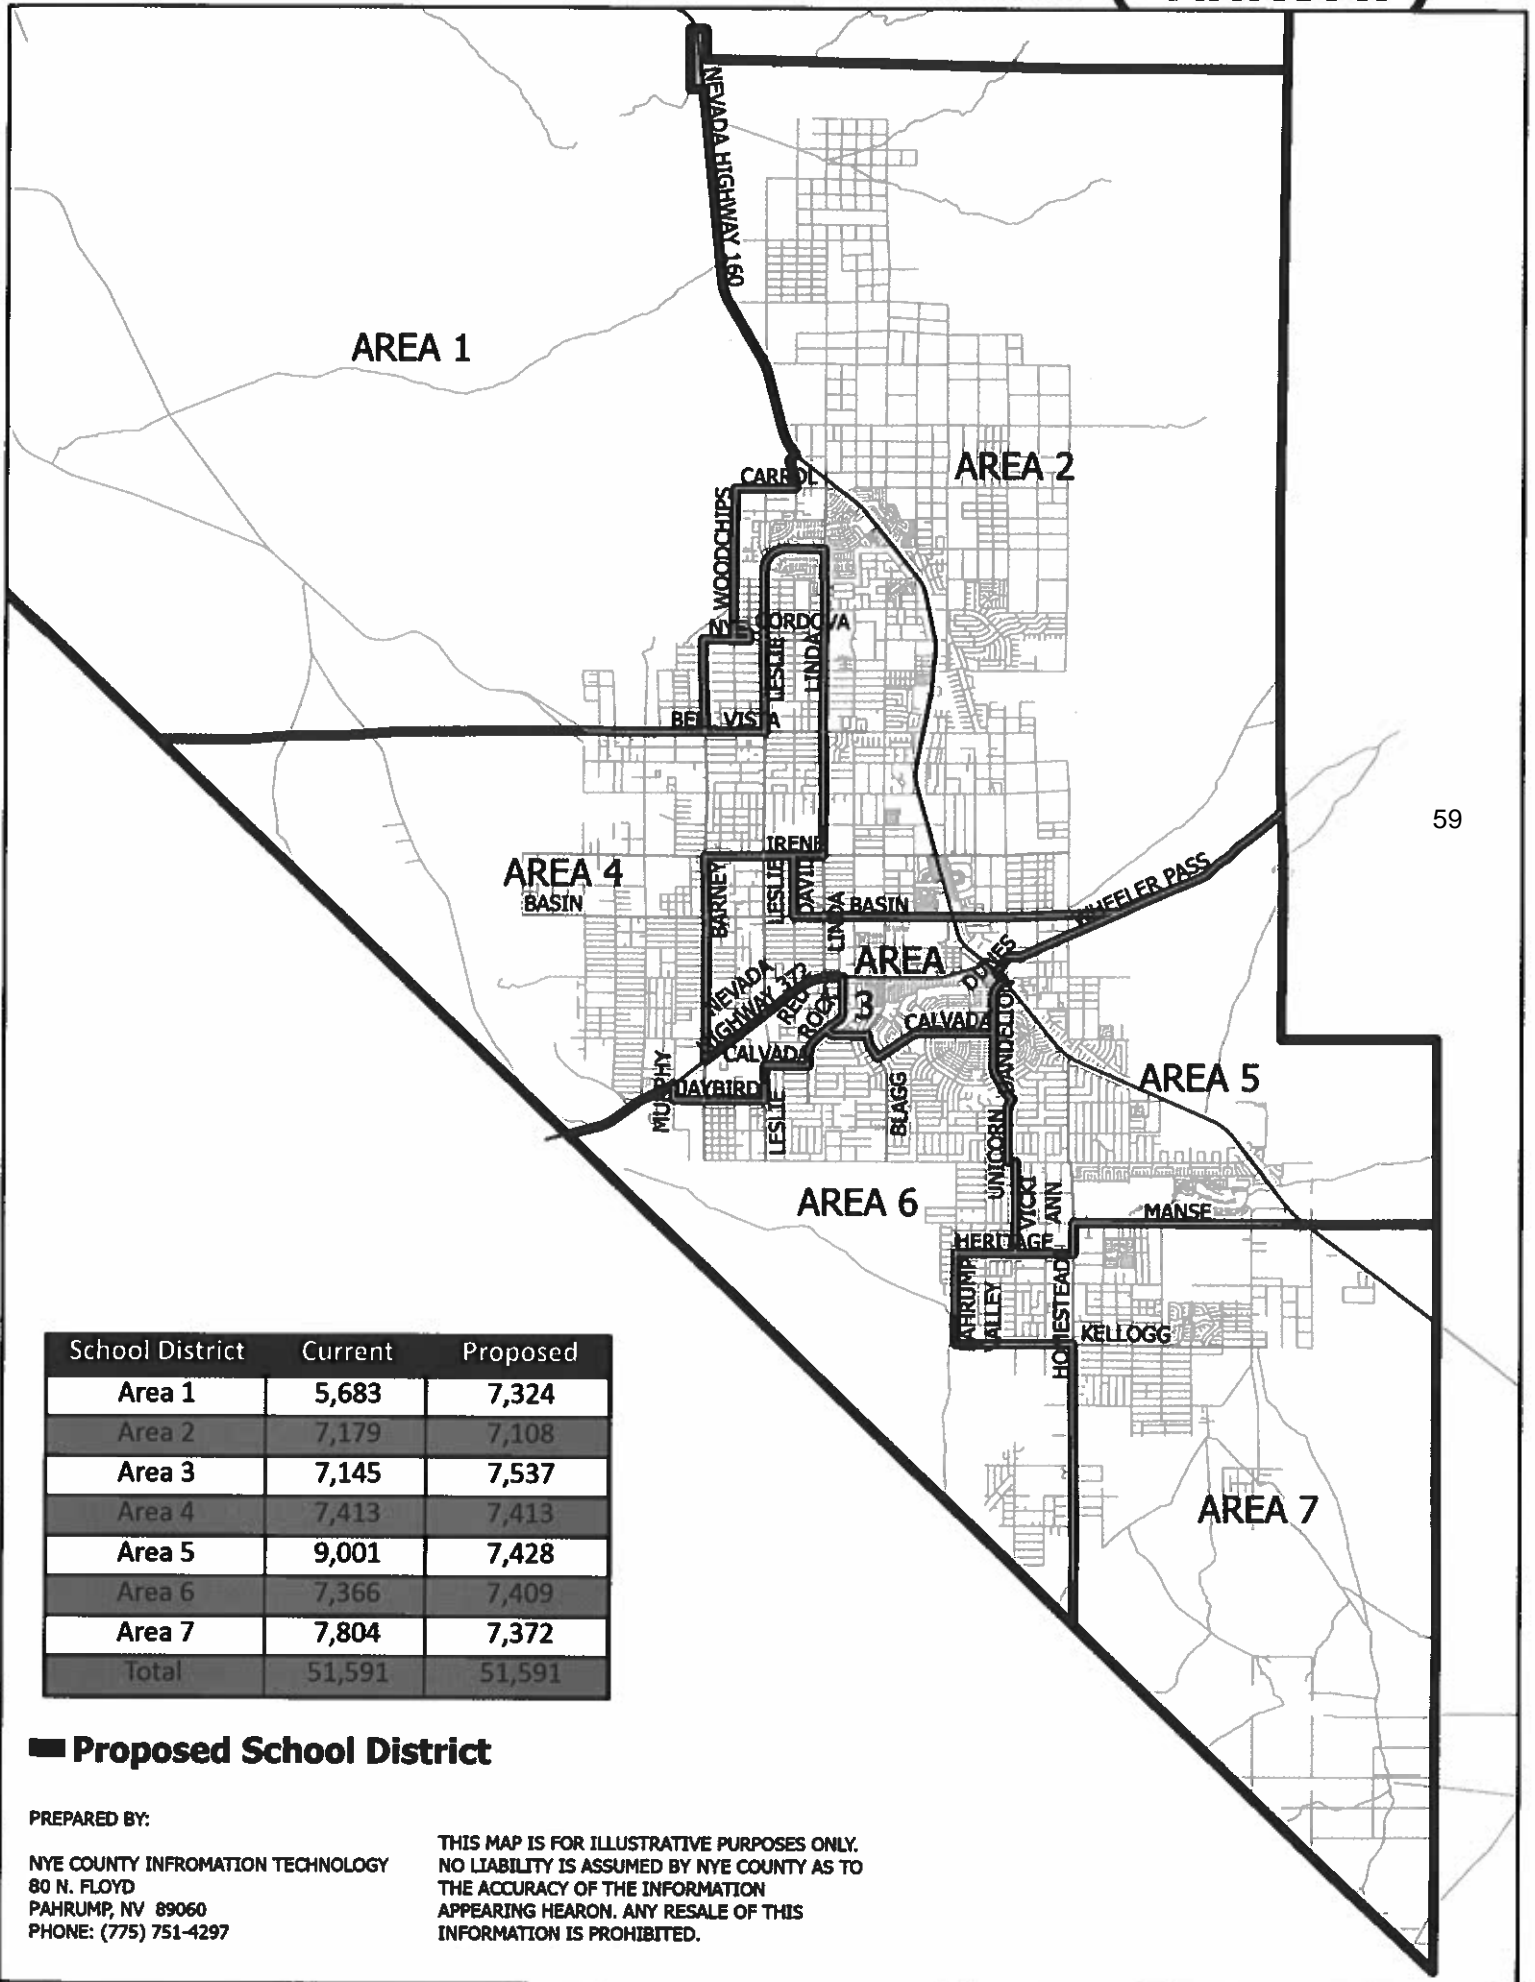 NEVADA HIGHWAY 160
AREA 1
AREA 2
CARROL
WOODCHIPS
NYE
CORDOVA
LESLIE
LINDA
BELL VISTA
59
IRENE
AREA 4
BASIN
BARNEY
LESLIE
DAVID
LINDA
BASIN
WHEELER PASS
AREA
3
DUNES
NEVADA
HIGHWAY 372
RED
ROCK
CALVADA
DANDELION
CALVADA
MURPHY
DAYBIRD
LESLIE
BLAGG
AREA 5
UNICORN
AREA 6
VICKI
ANN
MANSE
HERITAGE
AHRUMP
ALLEY
HOMESTEAD
KELLOGG
AREA 7
School District Current Proposed
Area 1 5,683 7,324
Area 2 7,179 7,108
Area 3 7,145 7,537
Area 4 7,413 7,413
Area 5 9,001 7,428
Area 6 7,366 7,409
Area 7 7,804 7,372
Total 51,591 51,591
Proposed School District
PREPARED BY:
NYE COUNTY INFROMATION TECHNOLOGY
80 N. FLOYD
PAHRUMP, NV 89060
PHONE: (775) 751-4297
THIS MAP IS FOR ILLUSTRATIVE PURPOSES ONLY.
NO LIABILITY IS ASSUMED BY NYE COUNTY AS TO
THE ACCURACY OF THE INFORMATION
APPEARING HEARON. ANY RESALE OF THIS
INFORMATION IS PROHIBITED.